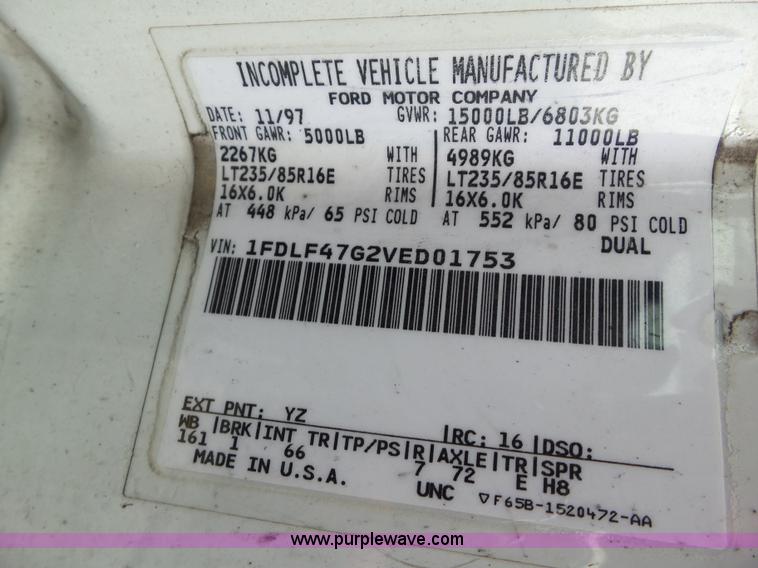 INCOMPLETE VEHICLE MANUFACTURED BY
FORD MOTOR COMPANY
DATE: 11/97 GVWR: 15000LB/6803KG
FRONT GAWR: 5000LB REAR GAWR: 11000LB
2267KG WITH 4989KG WITH
LT235/85R16E TIRES LT235/85R16E TIRES
16X6.0K RIMS 16X6.0K RIMS
AT 448 kPa/ 65 PSI COLD AT 552 kPa/ 80 PSI COLD
DUAL
VIN: 1FDLF47G2VED01753
EXT PNT: YZ |RC: 16 |DSO:
WB |BRK|INT TR|TP/PS|R|AXLE|TR|SPR
161 1 66 7 72 E H8
MADE IN U.S.A. UNC ▽F65B-1520472-AA
www.purplewave.com